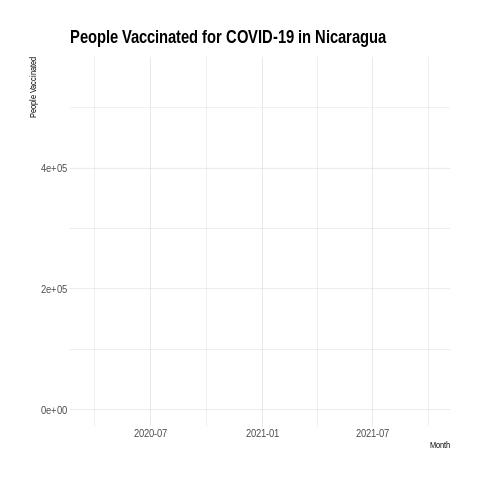 People Vaccinated for COVID-19 in Nicaragua
People Vaccinated
4e+05
2e+05
0e+00
2020-07
2021-01
2021-07
Month